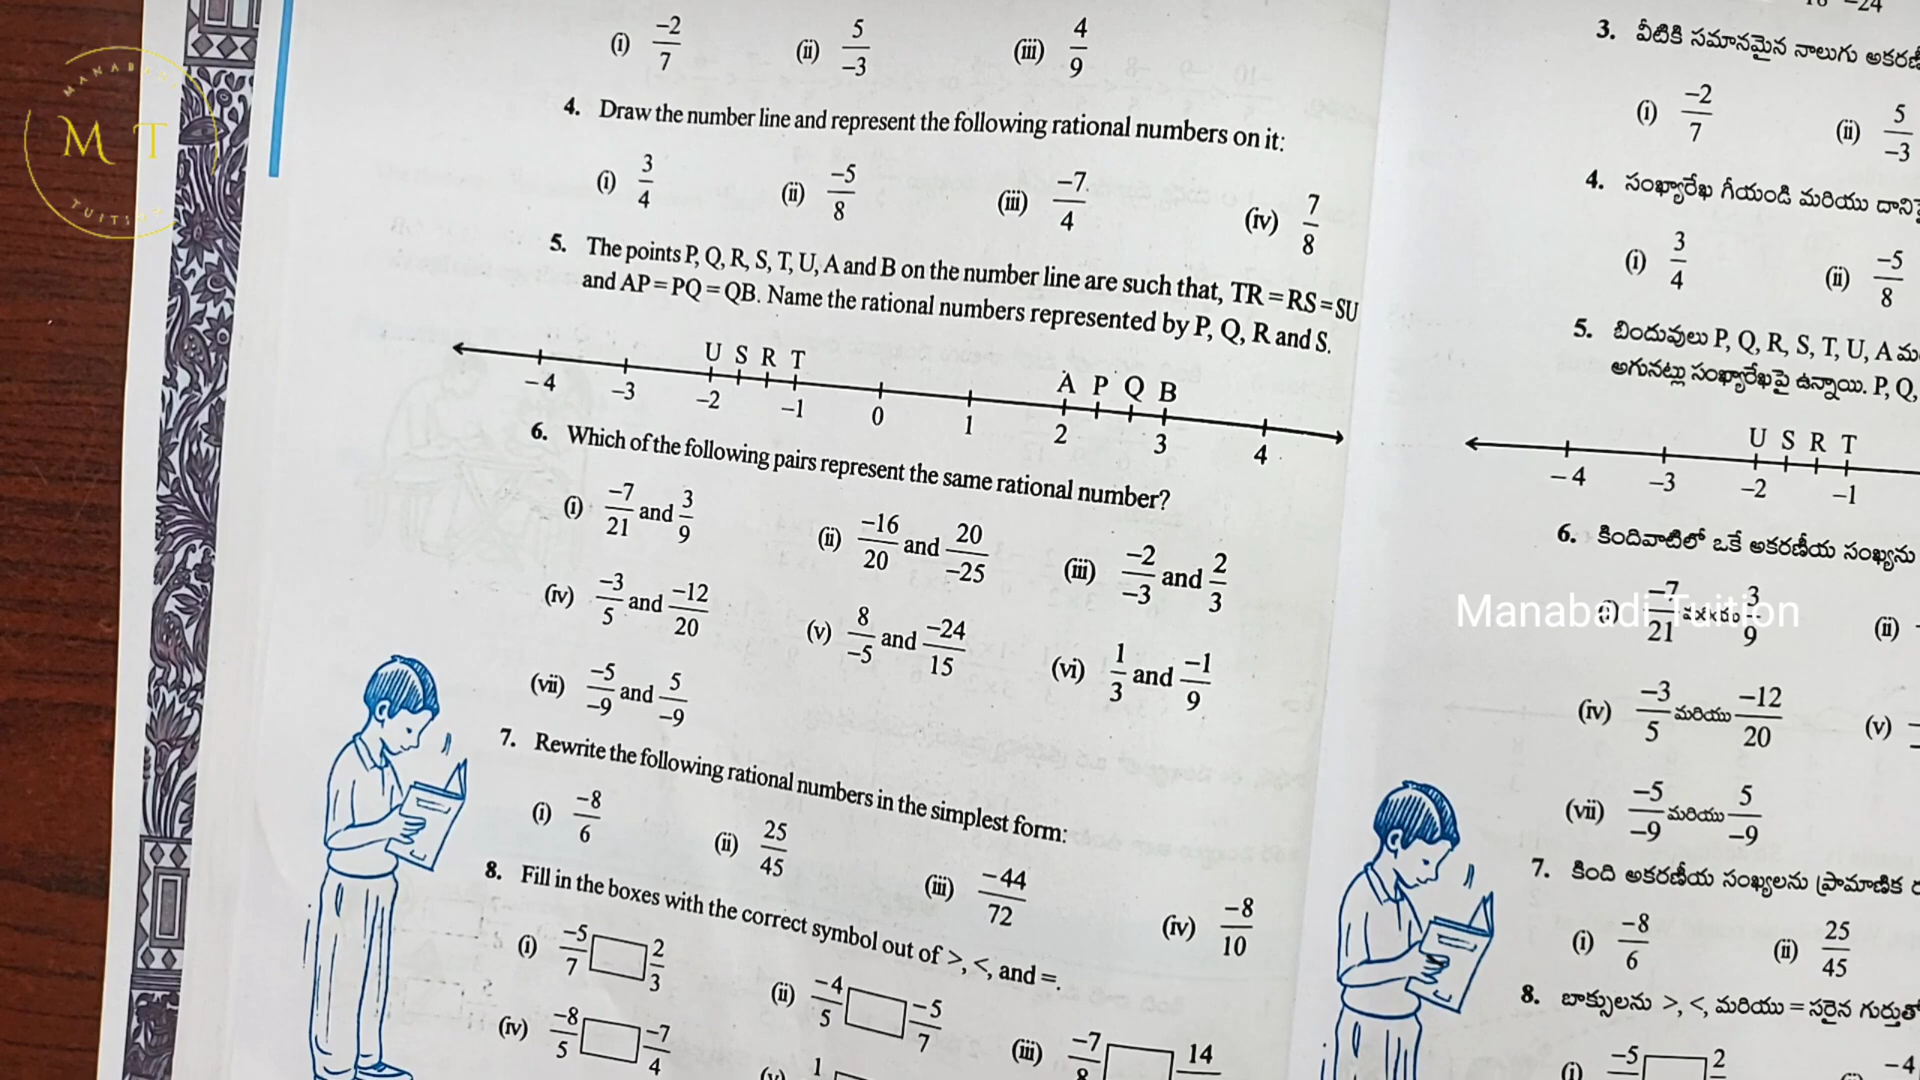 MANABADI
M T
TUITION
(i) -2/7 (ii) 5/-3 (iii) 4/9
4. Draw the number line and represent the following rational numbers on it:
(i) 3/4 (ii) -5/8 (iii) -7/4 (iv) 7/8
5. The points P, Q, R, S, T, U, A and B on the number line are such that, TR = RS = SU
and AP = PQ = QB. Name the rational numbers represented by P, Q, R and S.
U S R T A P Q B
-4 -3 -2 -1 0 1 2 3 4
6. Which of the following pairs represent the same rational number?
(i) -7/21 and 3/9 (ii) -16/20 and 20/-25 (iii) -2/-3 and 2/3
(iv) -3/5 and -12/20 (v) 8/-5 and -24/15 (vi) 1/3 and -1/9
(vii) -5/-9 and 5/-9
7. Rewrite the following rational numbers in the simplest form:
(i) -8/6 (ii) 25/45 (iii) -44/72 (iv) -8/10
8. Fill in the boxes with the correct symbol out of >, <, and =.
(i) -5/7 2/3 (ii) -4/5 -5/7 (iii) -7/8 14
(iv) -8/5 -7/4 (v) 1
-24
3. వీటికి సమానమైన నాలుగు
(i) -2/7 (ii) 5/-3
4. సంఖ్యారేఖ గీయండి మరియు
(i) 3/4 (ii) -5/8
5. బిందువులు P, Q, R, S, T, U, A
అగునట్లు సంఖ్యారేఖపై ఉన్నాయి. P, Q,
U S R T
-4 -3 -2 -1
6. కిందివాటిలో ఒకే అకరణీయ సంఖ్యను
Manabadi Tuition
(i) -7/21 3/9 (ii)
(iv) -3/5 మరియు -12/20 (v)
(vii) -5/-9 మరియు 5/-9
7. కింది అకరణీయ సంఖ్యలను ప్రామాణిక
(i) -8/6 (ii) 25/45
8. బాక్సులను >, <, మరియు = సరైన గుర్తుతో
(i) -5 2 -4